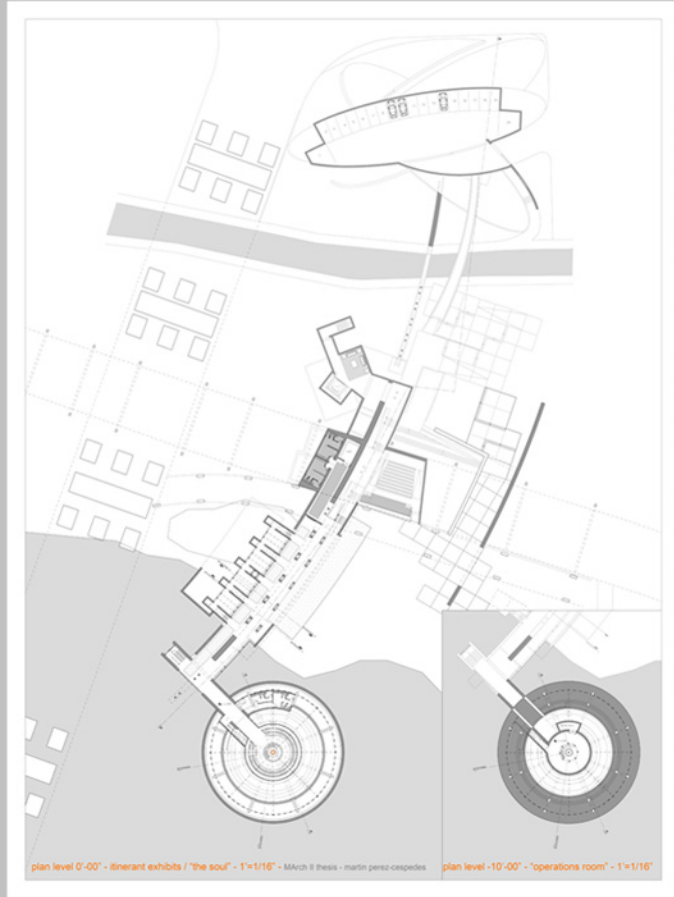 plan level 0'-00" - itinerant exhibits / "the soul" - 1'=1/16" - MArch II thesis - martin perez-cespedes
plan level -10'-00" - "operations room" - 1'=1/16"